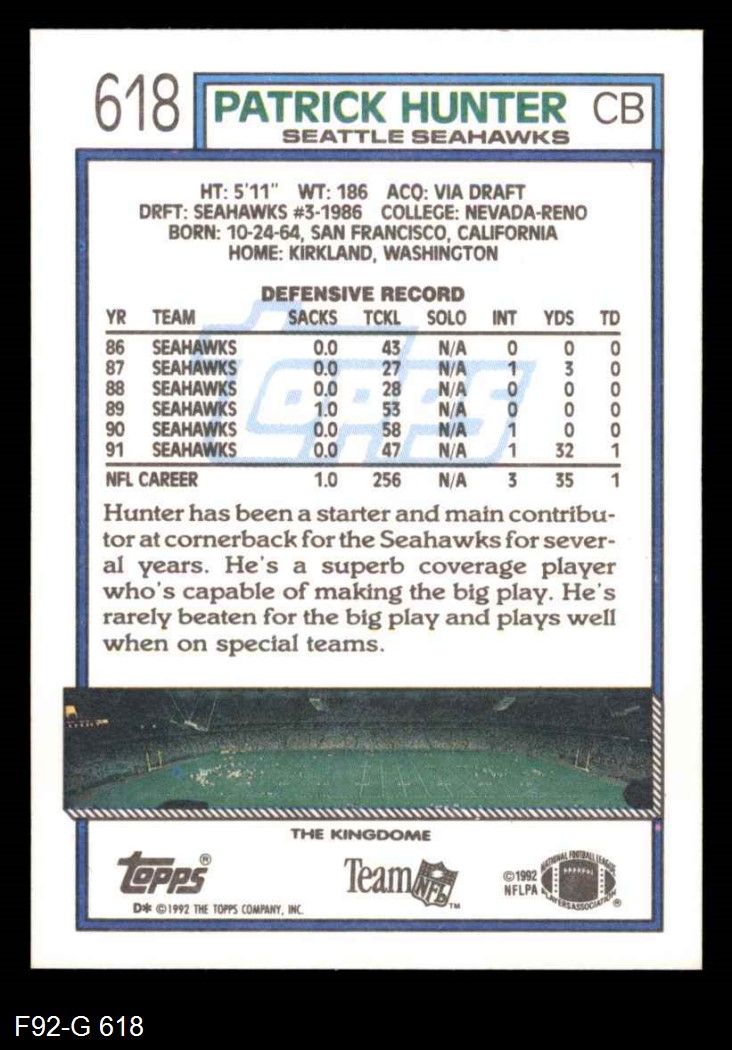 618
PATRICK HUNTER CB
SEATTLE SEAHAWKS
HT: 5'11" WT: 186 ACQ: VIA DRAFT
DRFT: SEAHAWKS #3-1986 COLLEGE: NEVADA-RENO
BORN: 10-24-64, SAN FRANCISCO, CALIFORNIA
HOME: KIRKLAND, WASHINGTON
DEFENSIVE RECORD
YR TEAM SACKS TCKL SOLO INT YDS TD
86 SEAHAWKS 0.0 43 N/A 0 0 0
87 SEAHAWKS 0.0 27 N/A 1 3 0
88 SEAHAWKS 0.0 28 N/A 0 0 0
89 SEAHAWKS 1.0 53 N/A 0 0 0
90 SEAHAWKS 0.0 58 N/A 1 0 0
91 SEAHAWKS 0.0 47 N/A 1 32 1
NFL CAREER 1.0 256 N/A 3 35 1
Topps
Hunter has been a starter and main contribu-
tor at cornerback for the Seahawks for sever-
al years. He's a superb coverage player
who's capable of making the big play. He's
rarely beaten for the big play and plays well
when on special teams.
THE KINGDOME
Topps®
D* ©1992 THE TOPPS COMPANY, INC.
Team NFL™
©1992
NFLPA
NATIONAL FOOTBALL LEAGUE
PLAYERS ASSOCIATION ®
F92-G 618